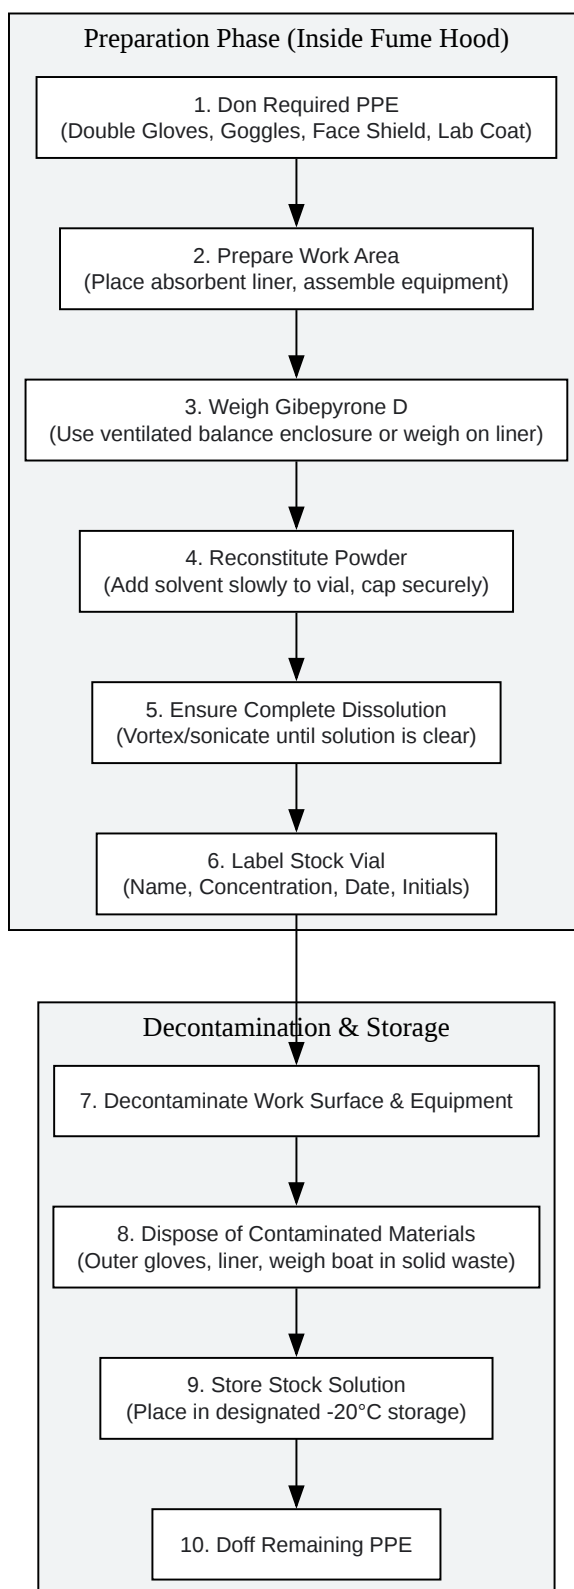 Preparation Phase (Inside Fume Hood)
1. Don Required PPE
(Double Gloves, Goggles, Face Shield, Lab Coat)
2. Prepare Work Area
(Place absorbent liner, assemble equipment)
3. Weigh Gibepyrone D
(Use ventilated balance enclosure or weigh on liner)
4. Reconstitute Powder
(Add solvent slowly to vial, cap securely)
5. Ensure Complete Dissolution
(Vortex/sonicate until solution is clear)
6. Label Stock Vial
(Name, Concentration, Date, Initials)
Decontamination & Storage
7. Decontaminate Work Surface & Equipment
8. Dispose of Contaminated Materials
(Outer gloves, liner, weigh boat in solid waste)
9. Store Stock Solution
(Place in designated -20°C storage)
10. Doff Remaining PPE